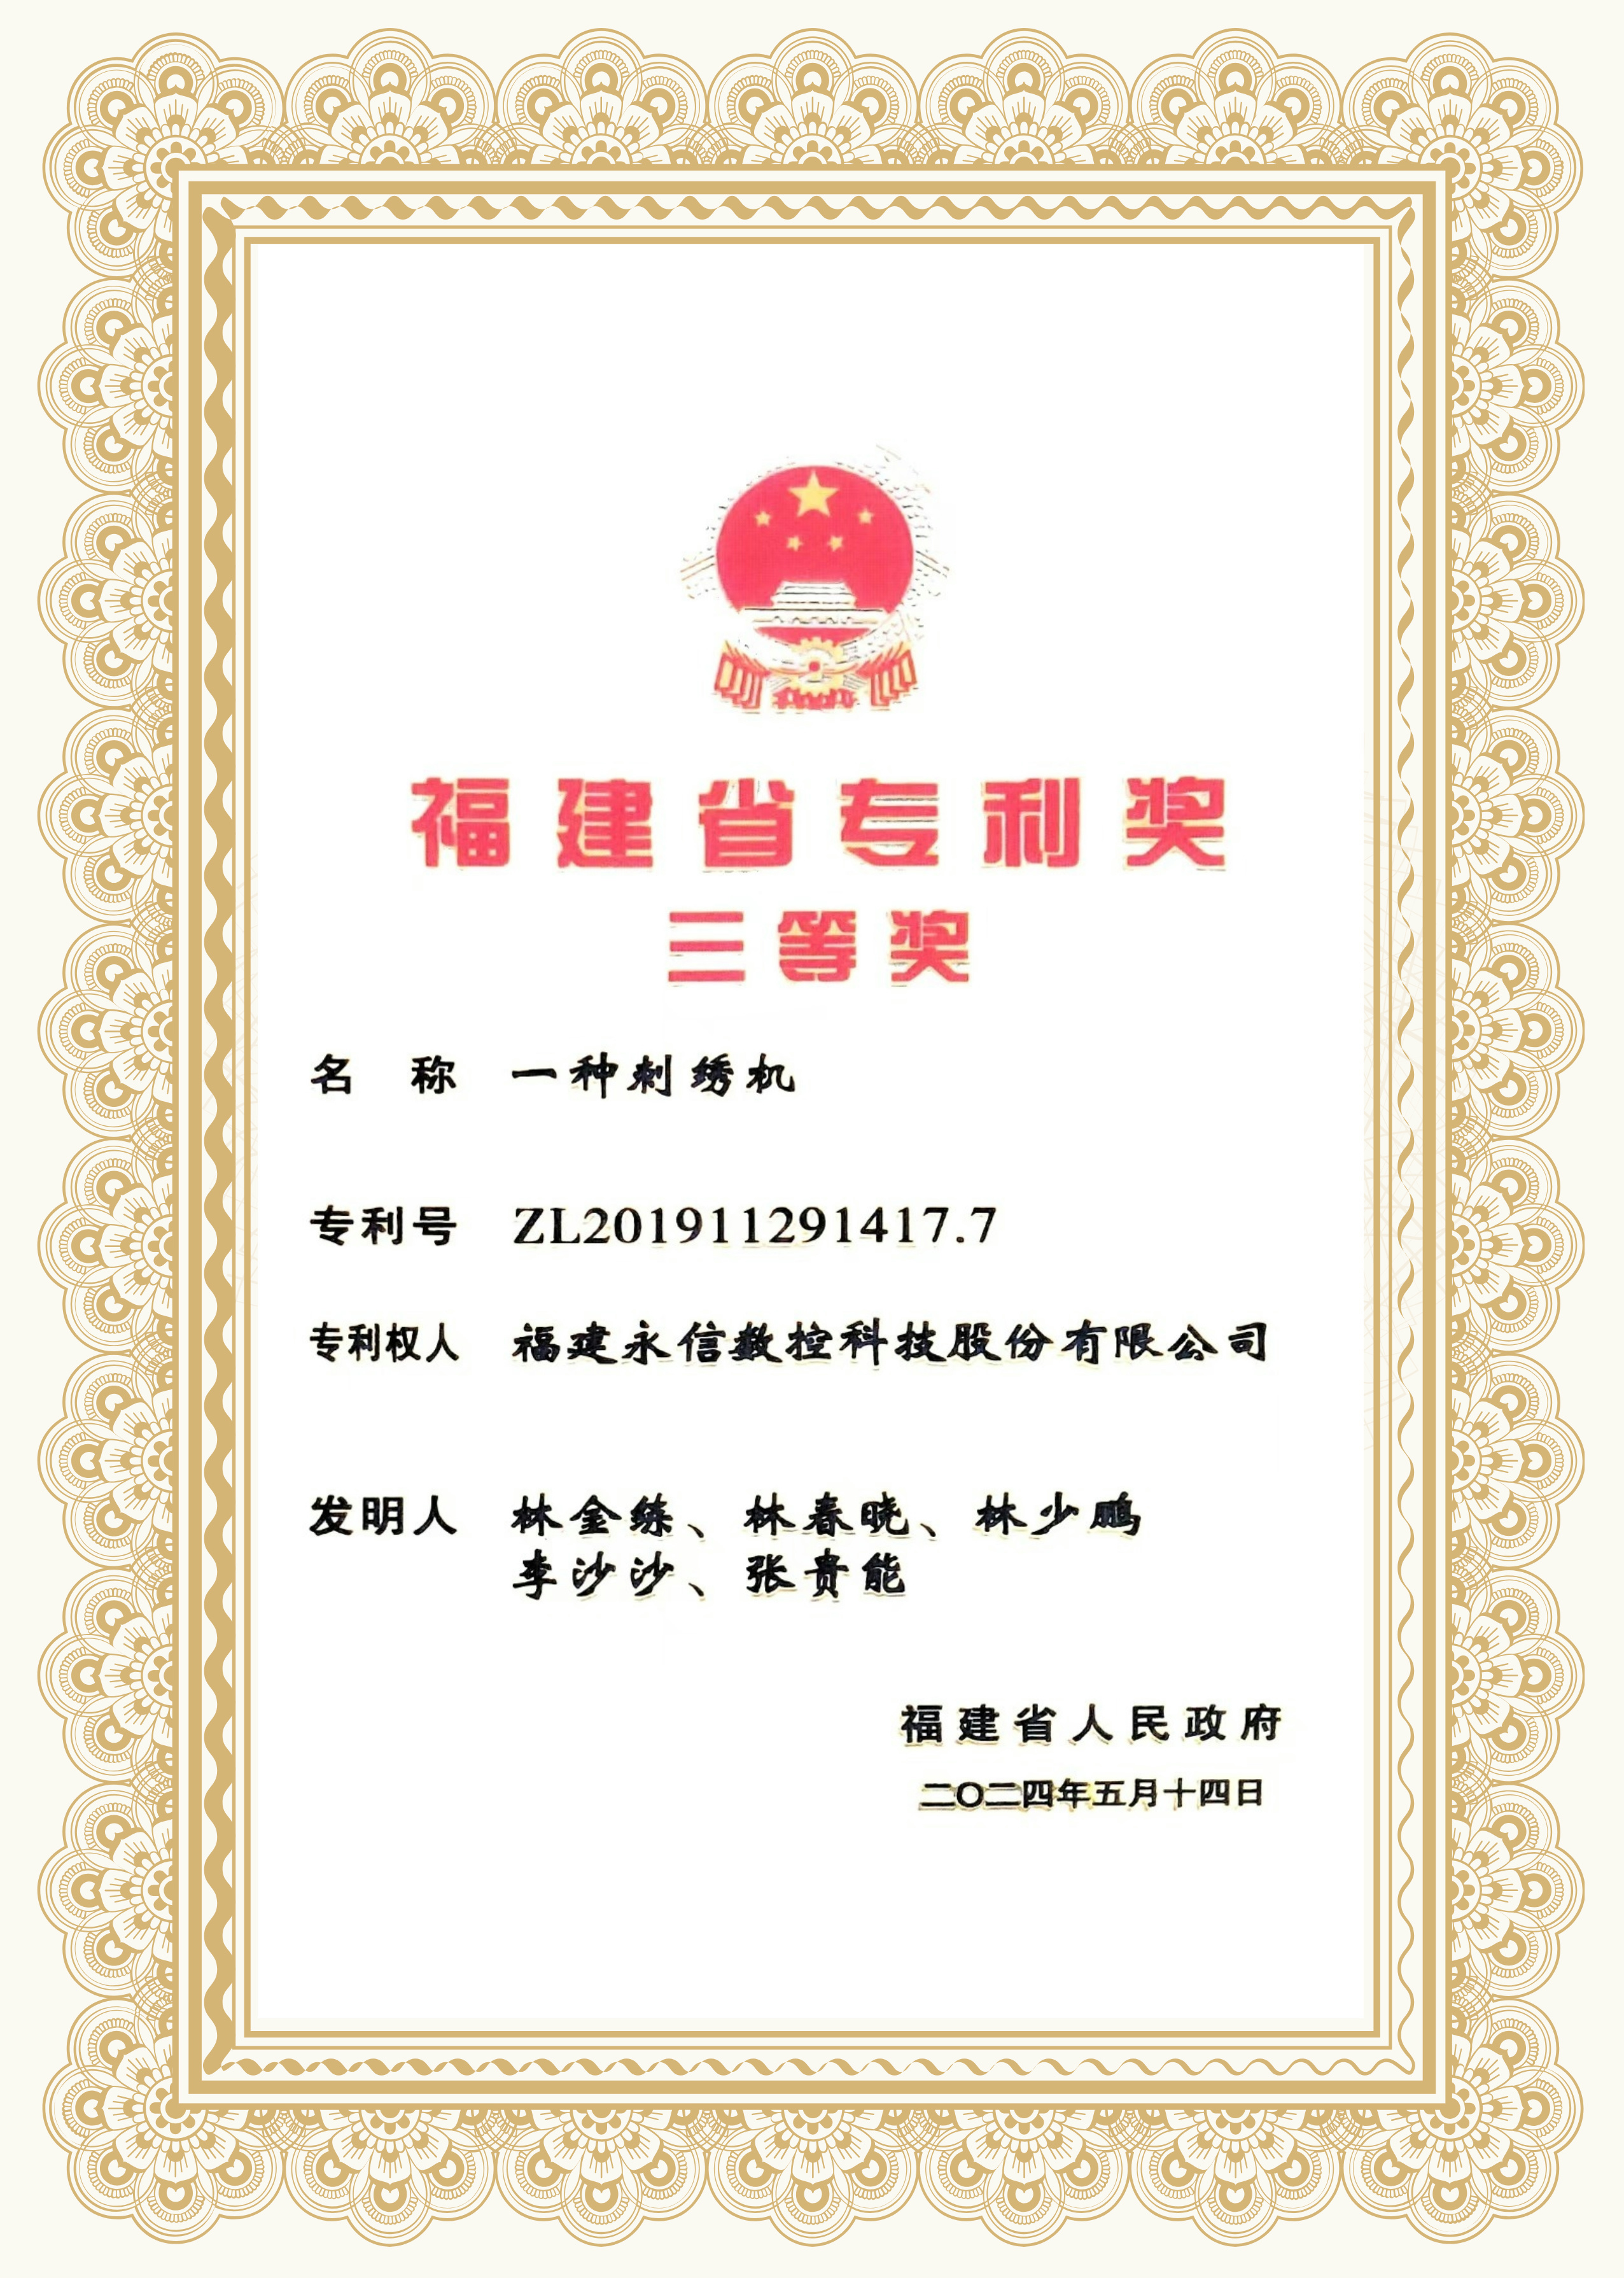 福建省专利奖
三等奖
名 称 一种刺绣机
专利号 ZL201911291417.7
专利权人 福建永信数控科技股份有限公司
发明人 林金练、林春晓、林少鹏
李沙沙、张贵能
福建省人民政府
二〇二四年五月十四日